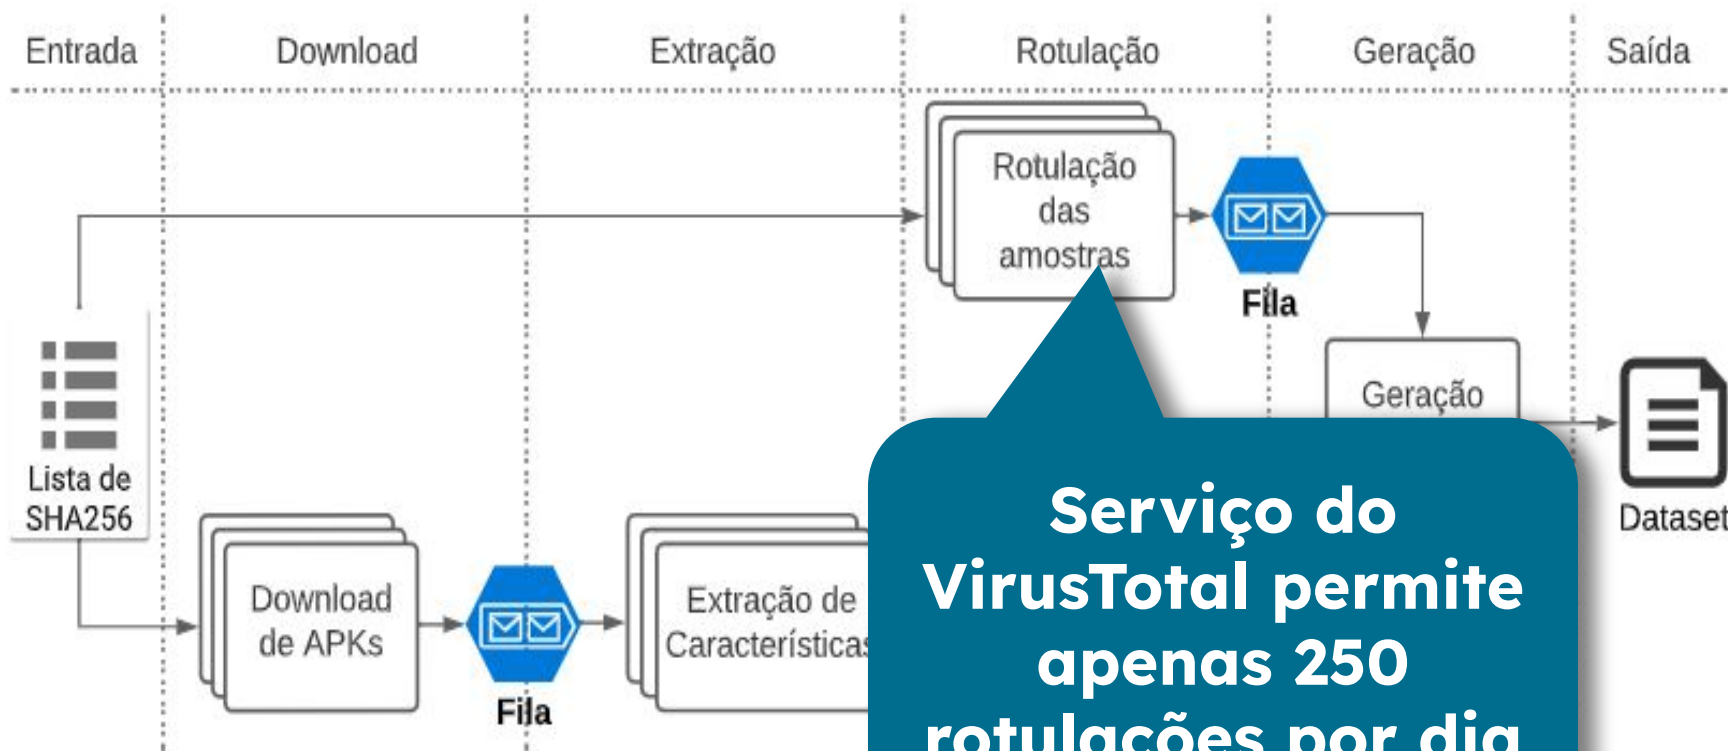 Entrada
Download
Extração
Rotulação
Geração
Saída
Rotulação
das
amostras
Fila
Geração
Lista de
SHA256
Dataset
Download
de APKs
Fila
Extração de
Características
Serviço do
VirusTotal permite
apenas 250
rotulações por dia